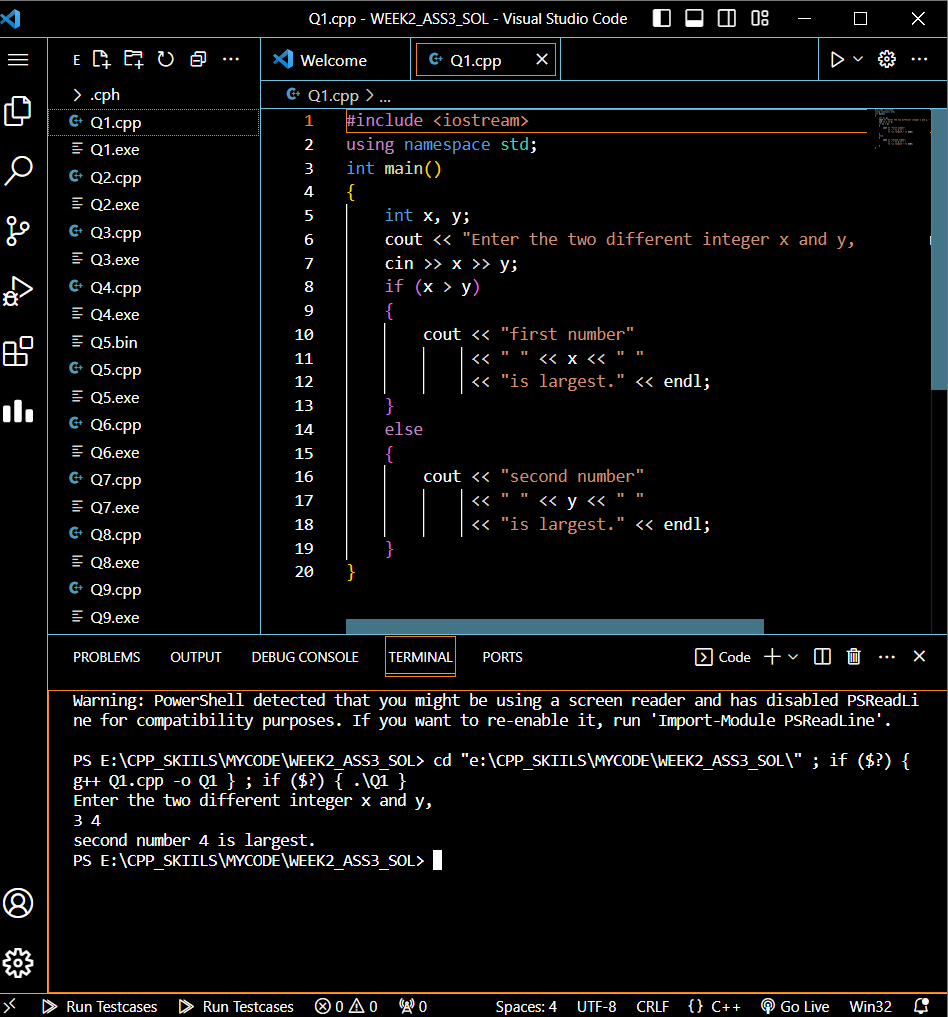 Q1.cpp - WEEK2_ASS3_SOL - Visual Studio Code
E
Welcome
Q1.cpp
.cph
Q1.cpp
Q1.exe
Q2.cpp
Q2.exe
Q3.cpp
Q3.exe
Q4.cpp
Q4.exe
Q5.bin
Q5.cpp
Q5.exe
Q6.cpp
Q6.exe
Q7.cpp
Q7.exe
Q8.cpp
Q8.exe
Q9.cpp
Q9.exe
Q1.cpp > ...
1 #include <iostream>
2 using namespace std;
3 int main()
4 {
5 int x, y;
6 cout << "Enter the two different integer x and y,
7 cin >> x >> y;
8 if (x > y)
9 {
10 cout << "first number"
11 << " " << x << " "
12 << "is largest." << endl;
13 }
14 else
15 {
16 cout << "second number"
17 << " " << y << " "
18 << "is largest." << endl;
19 }
20 }
PROBLEMS OUTPUT DEBUG CONSOLE TERMINAL PORTS Code
Warning: PowerShell detected that you might be using a screen reader and has disabled PSReadLi
ne for compatibility purposes. If you want to re-enable it, run 'Import-Module PSReadLine'.
PS E:\CPP_SKIILS\MYCODE\WEEK2_ASS3_SOL> cd "e:\CPP_SKIILS\MYCODE\WEEK2_ASS3_SOL\" ; if ($?) {
g++ Q1.cpp -o Q1 } ; if ($?) { .\Q1 }
Enter the two different integer x and y,
3 4
second number 4 is largest.
PS E:\CPP_SKIILS\MYCODE\WEEK2_ASS3_SOL>
Run Testcases Run Testcases 0 0 0 Spaces: 4 UTF-8 CRLF {} C++ Go Live Win32